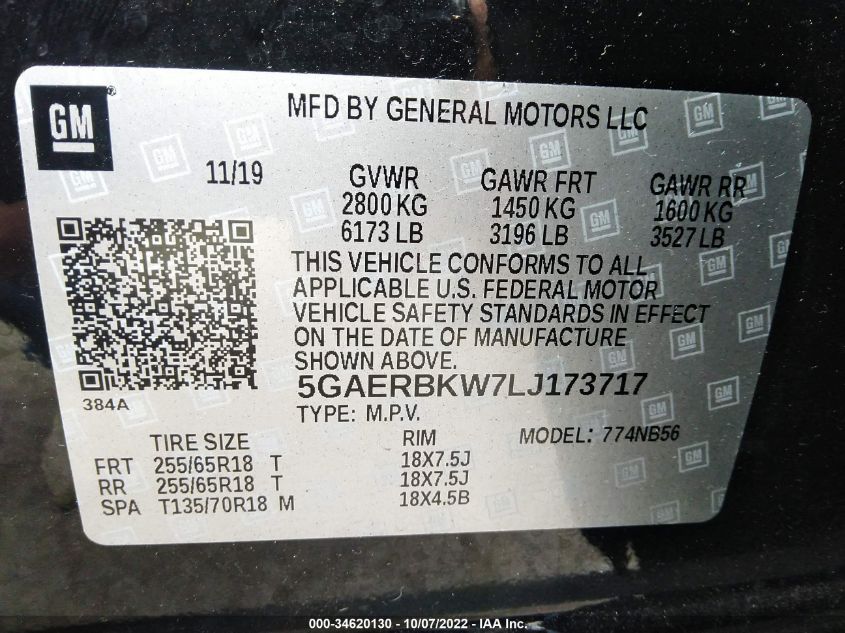 GM
MFD BY GENERAL MOTORS LLC
11/19 GVWR GAWR FRT GAWR RR
2800 KG 1450 KG 1600 KG
6173 LB 3196 LB 3527 LB
THIS VEHICLE CONFORMS TO ALL
APPLICABLE U.S. FEDERAL MOTOR
VEHICLE SAFETY STANDARDS IN EFFECT
ON THE DATE OF MANUFACTURE
SHOWN ABOVE.
384A
5GAERBKW7LJ173717
TYPE: M.P.V.
TIRE SIZE RIM MODEL: 774NB56
FRT 255/65R18 T 18X7.5J
RR 255/65R18 T 18X7.5J
SPA T135/70R18 M 18X4.5B
000-34620130 - 10/07/2022 - IAA Inc.